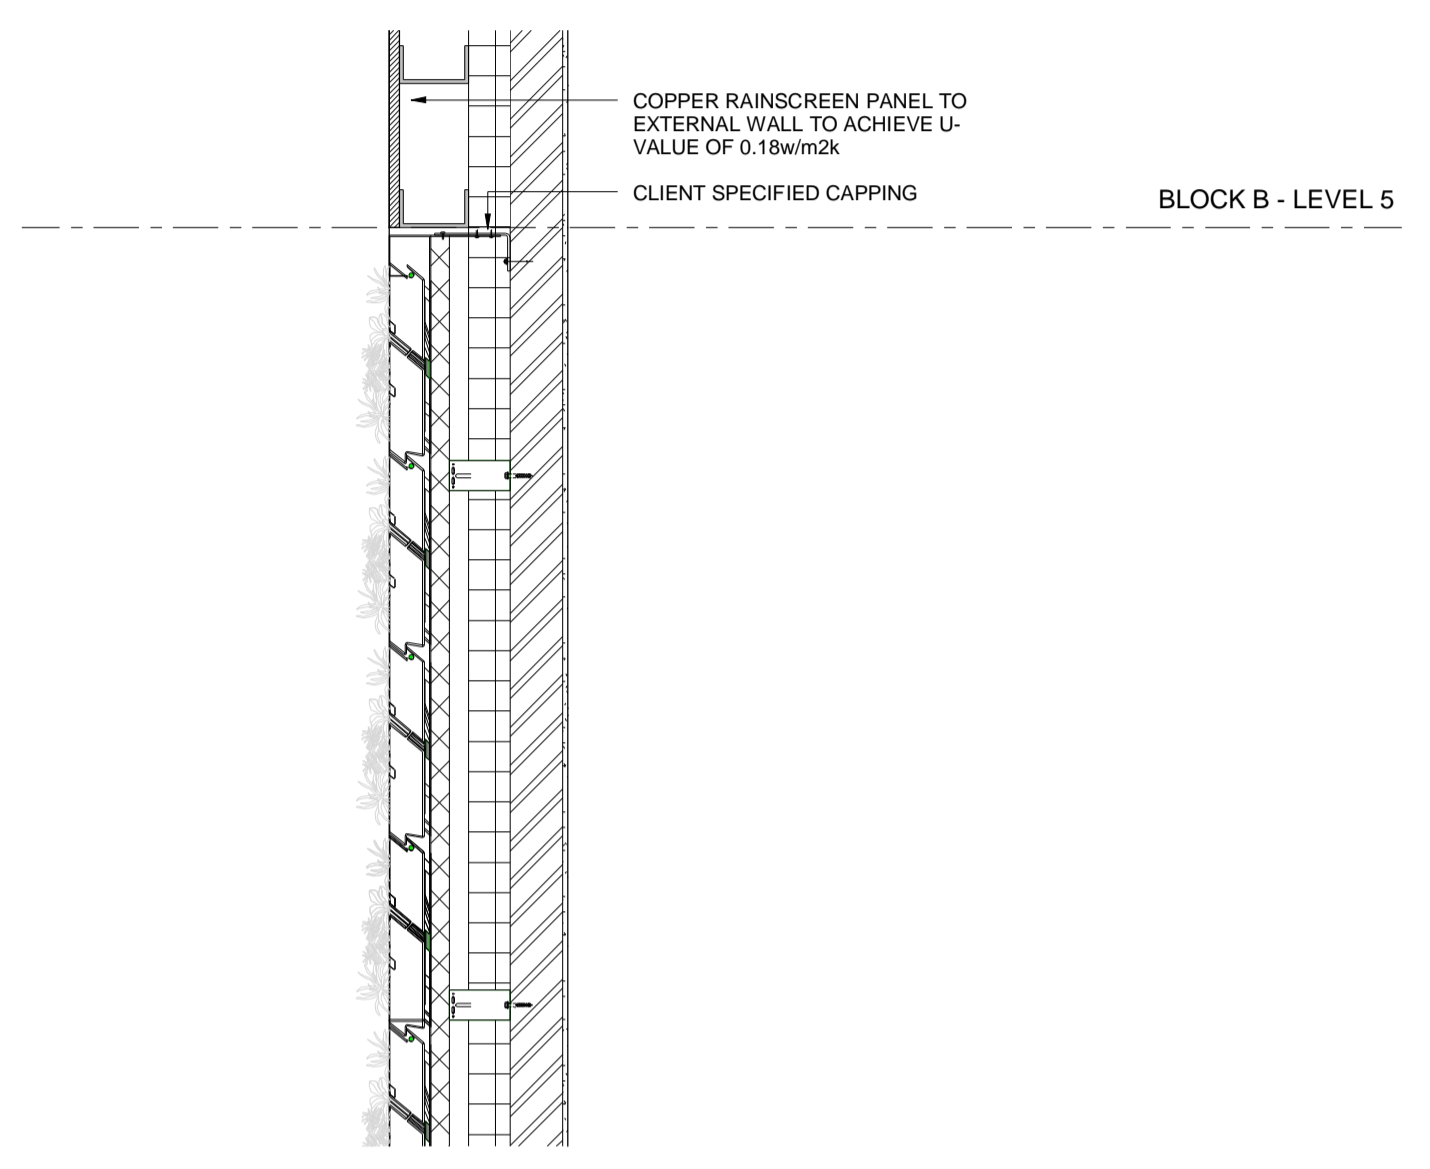 COPPER RAINSCREEN PANEL TO
EXTERNAL WALL TO ACHIEVE U-
VALUE OF 0.18w/m2k
CLIENT SPECIFIED CAPPING
BLOCK B - LEVEL 5